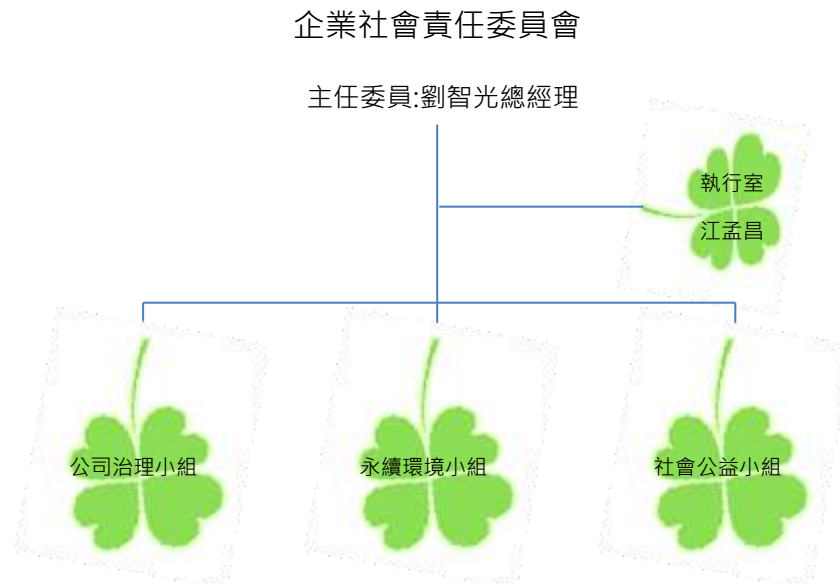 企業社會責任委員會
主任委員:劉智光總經理
執行室
江孟昌
公司治理小組
永續環境小組
社會公益小組